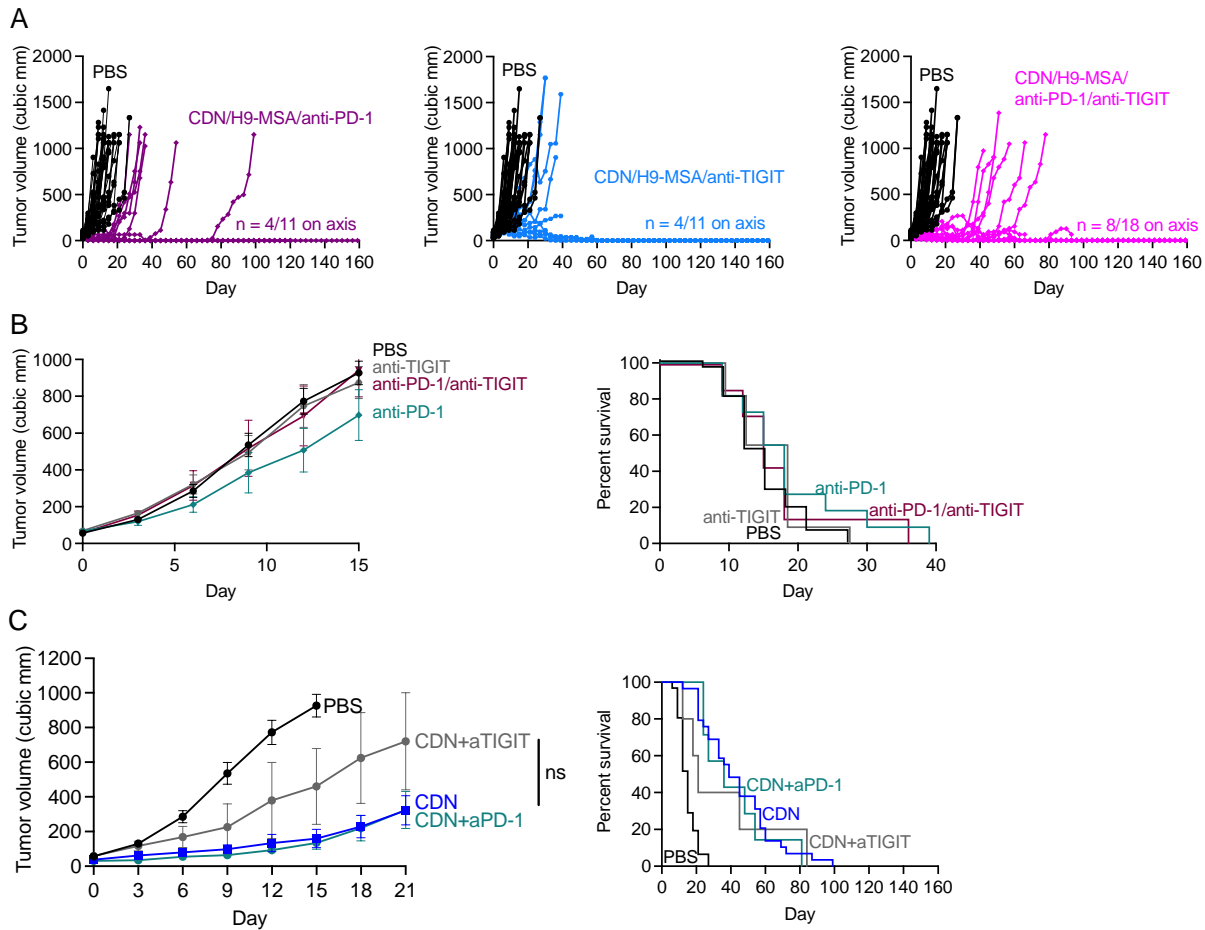 A
Tumor volume (cubic mm)
2000
1500
1000
500
0
PBS
CDN/H9-MSA/anti-PD-1
n = 4/11 on axis
0 20 40 60 80 100 120 140 160
Day
Tumor volume (cubic mm)
2000
1500
1000
500
0
PBS
CDN/H9-MSA/anti-TIGIT
n = 4/11 on axis
0 20 40 60 80 100 120 140 160
Day
Tumor volume (cubic mm)
2000
1500
1000
500
0
PBS
CDN/H9-MSA/
anti-PD-1/anti-TIGIT
n = 8/18 on axis
0 20 40 60 80 100 120 140 160
Day
B
Tumor volume (cubic mm)
1000
800
600
400
200
0
PBS
anti-TIGIT
anti-PD-1/anti-TIGIT
anti-PD-1
0 5 10 15
Day
Percent survival
100
80
60
40
20
0
anti-PD-1
anti-PD-1/anti-TIGIT
anti-TIGIT
PBS
0 10 20 30 40
Day
C
Tumor volume (cubic mm)
1200
1000
800
600
400
200
0
PBS
CDN+aTIGIT
ns
CDN
CDN+aPD-1
0 3 6 9 12 15 18 21
Day
Percent survival
100
80
60
40
20
0
CDN+aPD-1
CDN
CDN+aTIGIT
PBS
0 20 40 60 80 100 120 140 160
Day